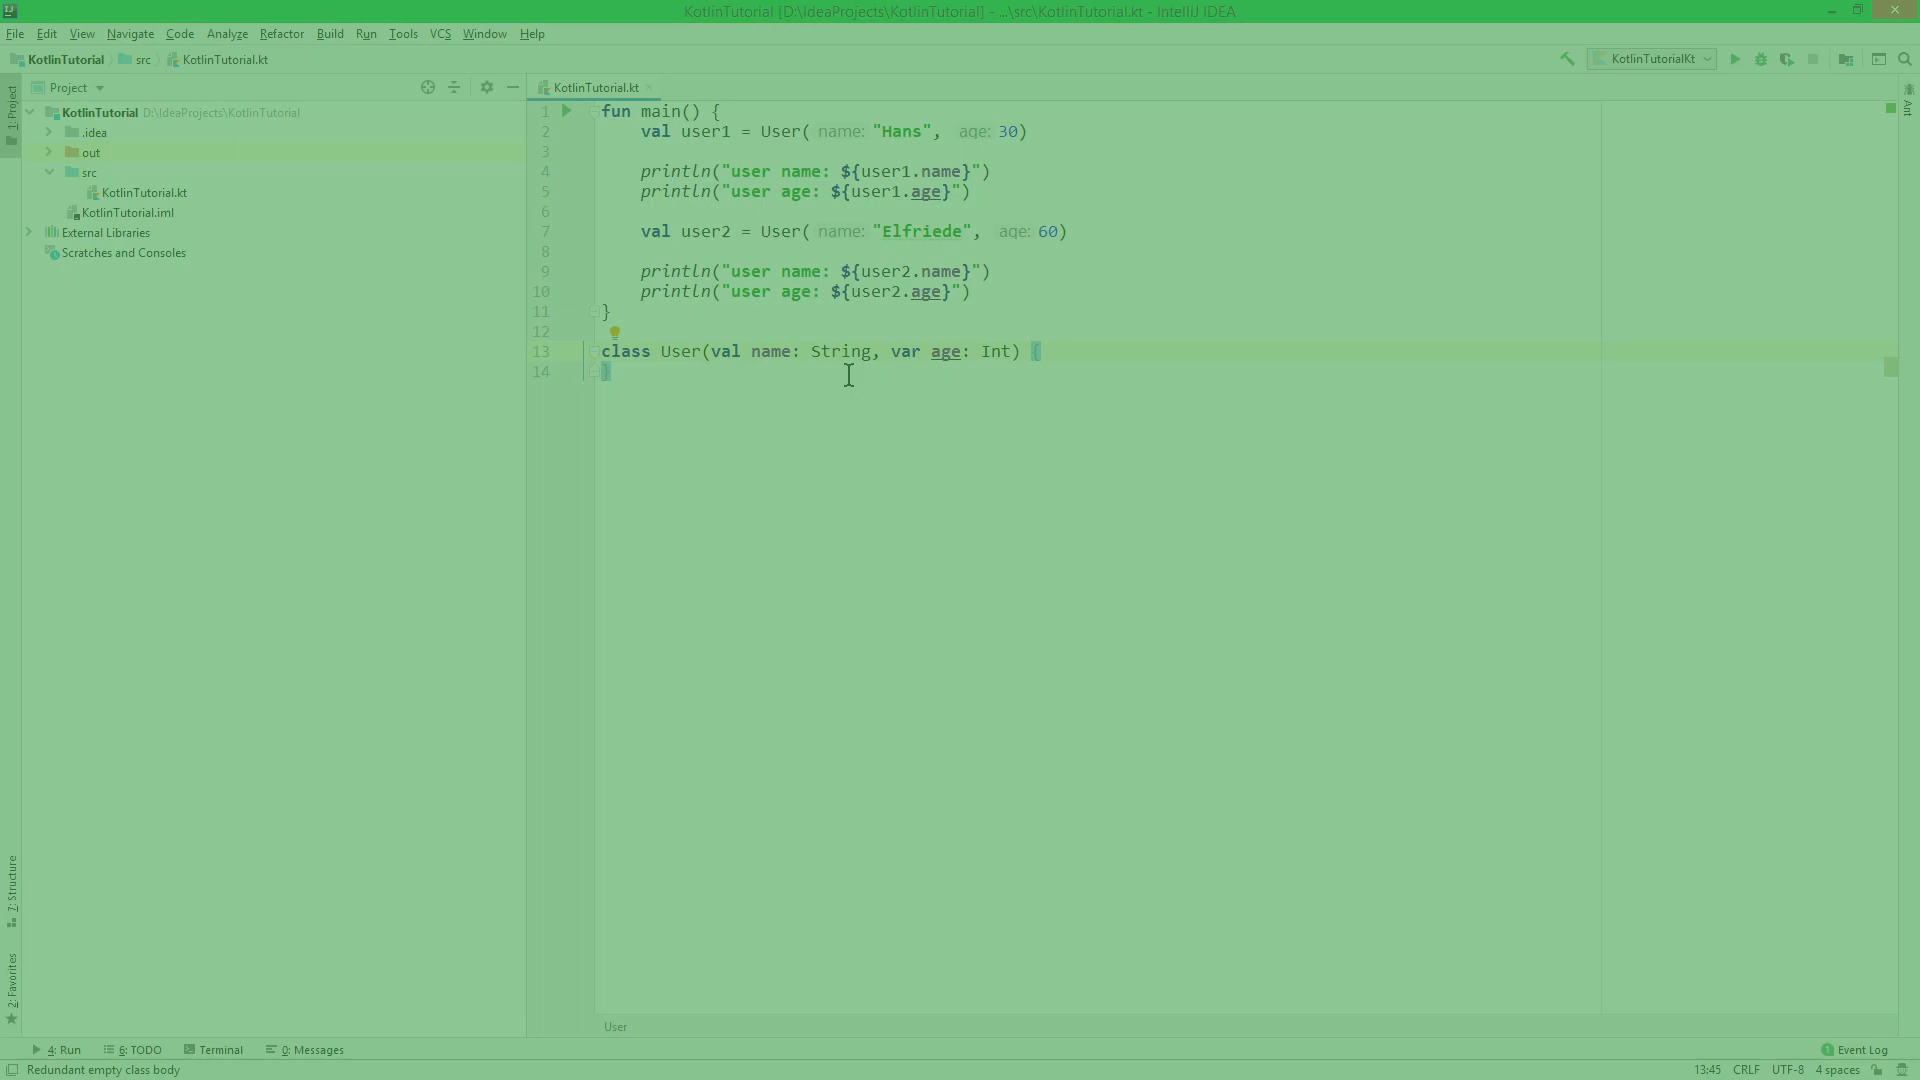 KotlinTutorial [D:\IdeaProjects\KotlinTutorial] - ...\src\KotlinTutorial.kt - IntelliJ IDEA
File Edit View Navigate Code Analyze Refactor Build Run Tools VCS Window Help
KotlinTutorial src KotlinTutorial.kt
KotlinTutorialKt
1: Project
Project
KotlinTutorial D:\IdeaProjects\KotlinTutorial
.idea
out
src
KotlinTutorial.kt
KotlinTutorial.iml
External Libraries
Scratches and Consoles
KotlinTutorial.kt
1 fun main() {
2 val user1 = User( name: "Hans", age: 30)
3
4 println("user name: ${user1.name}")
5 println("user age: ${user1.age}")
6
7 val user2 = User( name: "Elfriede", age: 60)
8
9 println("user name: ${user2.name}")
10 println("user age: ${user2.age}")
11 }
12
13 class User(val name: String, var age: Int) {
14 }
Ant
7: Structure
2: Favorites
User
4: Run 6: TODO Terminal 0: Messages
1 Event Log
Redundant empty class body
13:45 CRLF UTF-8 4 spaces